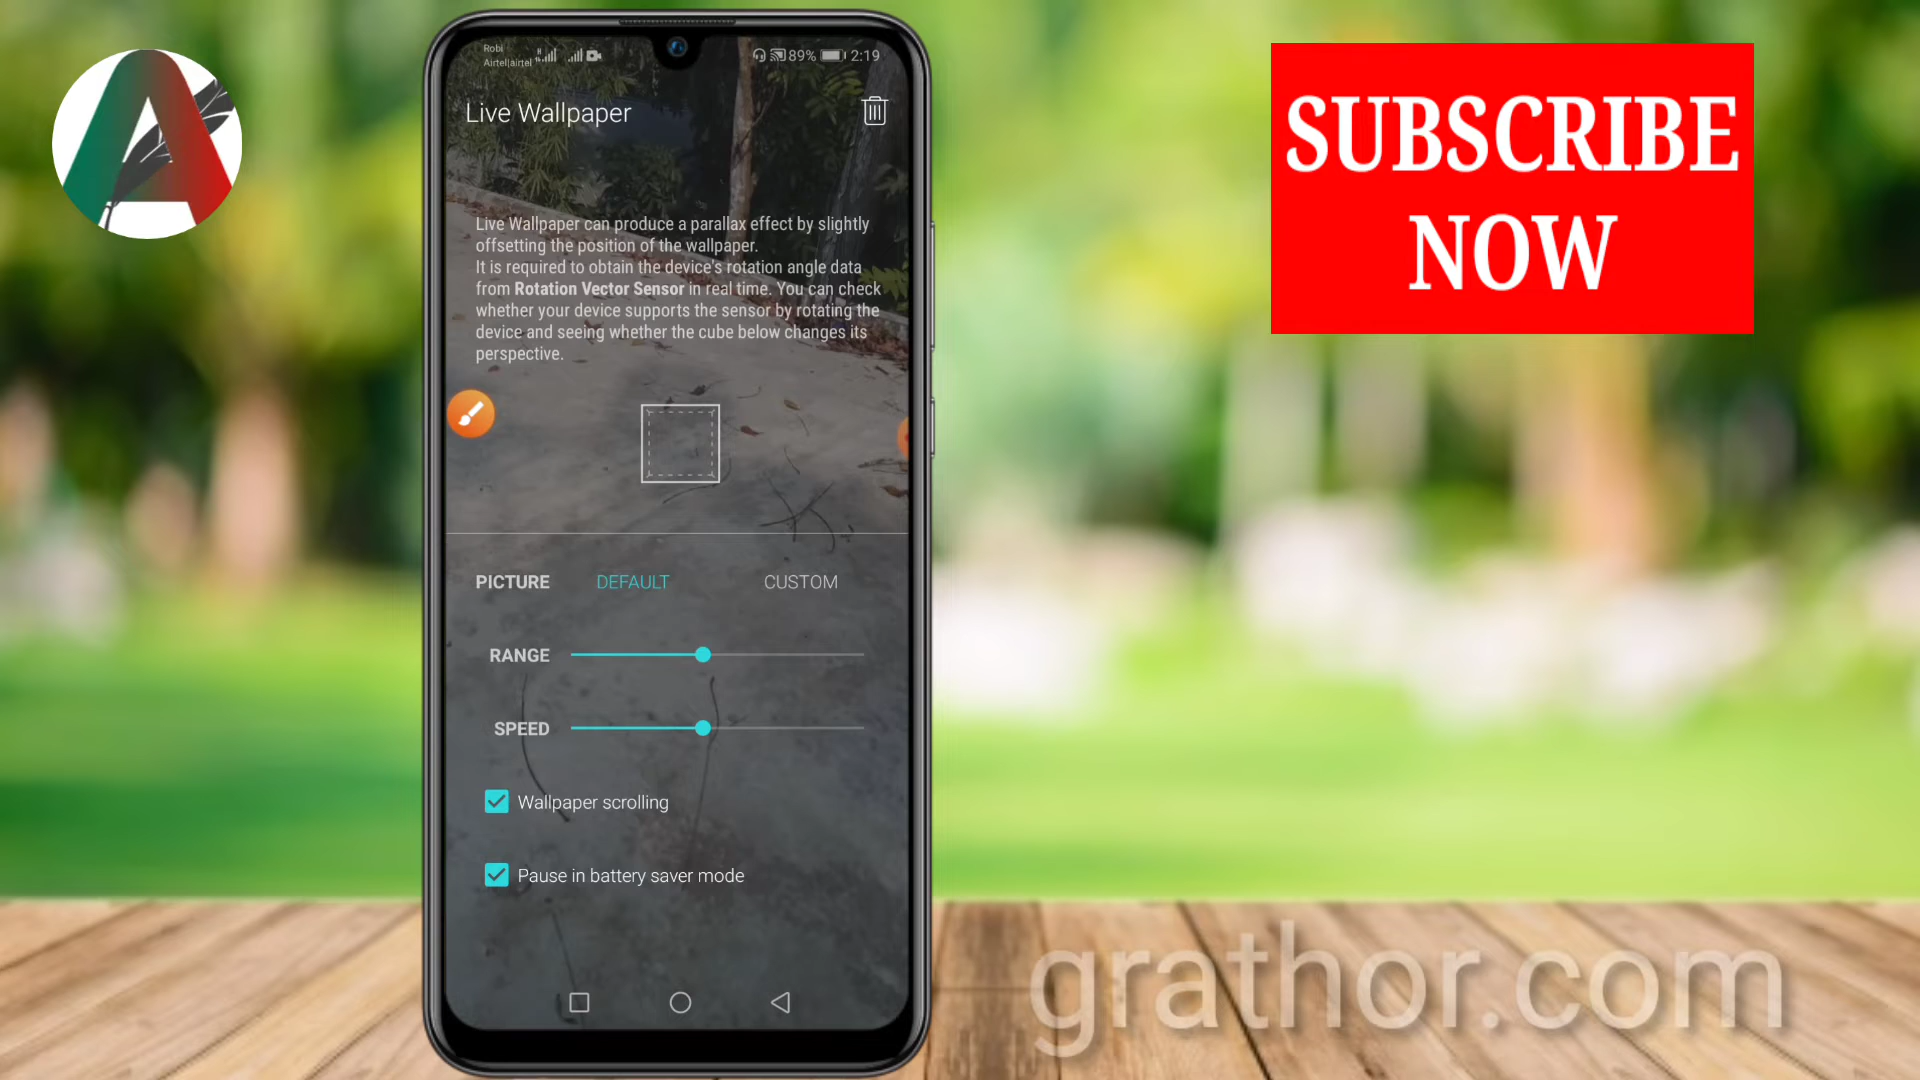 Robi
Airtel|airtel
89% 2:19
Live Wallpaper
Live Wallpaper can produce a parallax effect by slightly
offsetting the position of the wallpaper.
It is required to obtain the device's rotation angle data
from Rotation Vector Sensor in real time. You can check
whether your device supports the sensor by rotating the
device and seeing whether the cube below changes its
perspective.
PICTURE DEFAULT CUSTOM
RANGE
SPEED
Wallpaper scrolling
Pause in battery saver mode
SUBSCRIBE
NOW
grathor.com